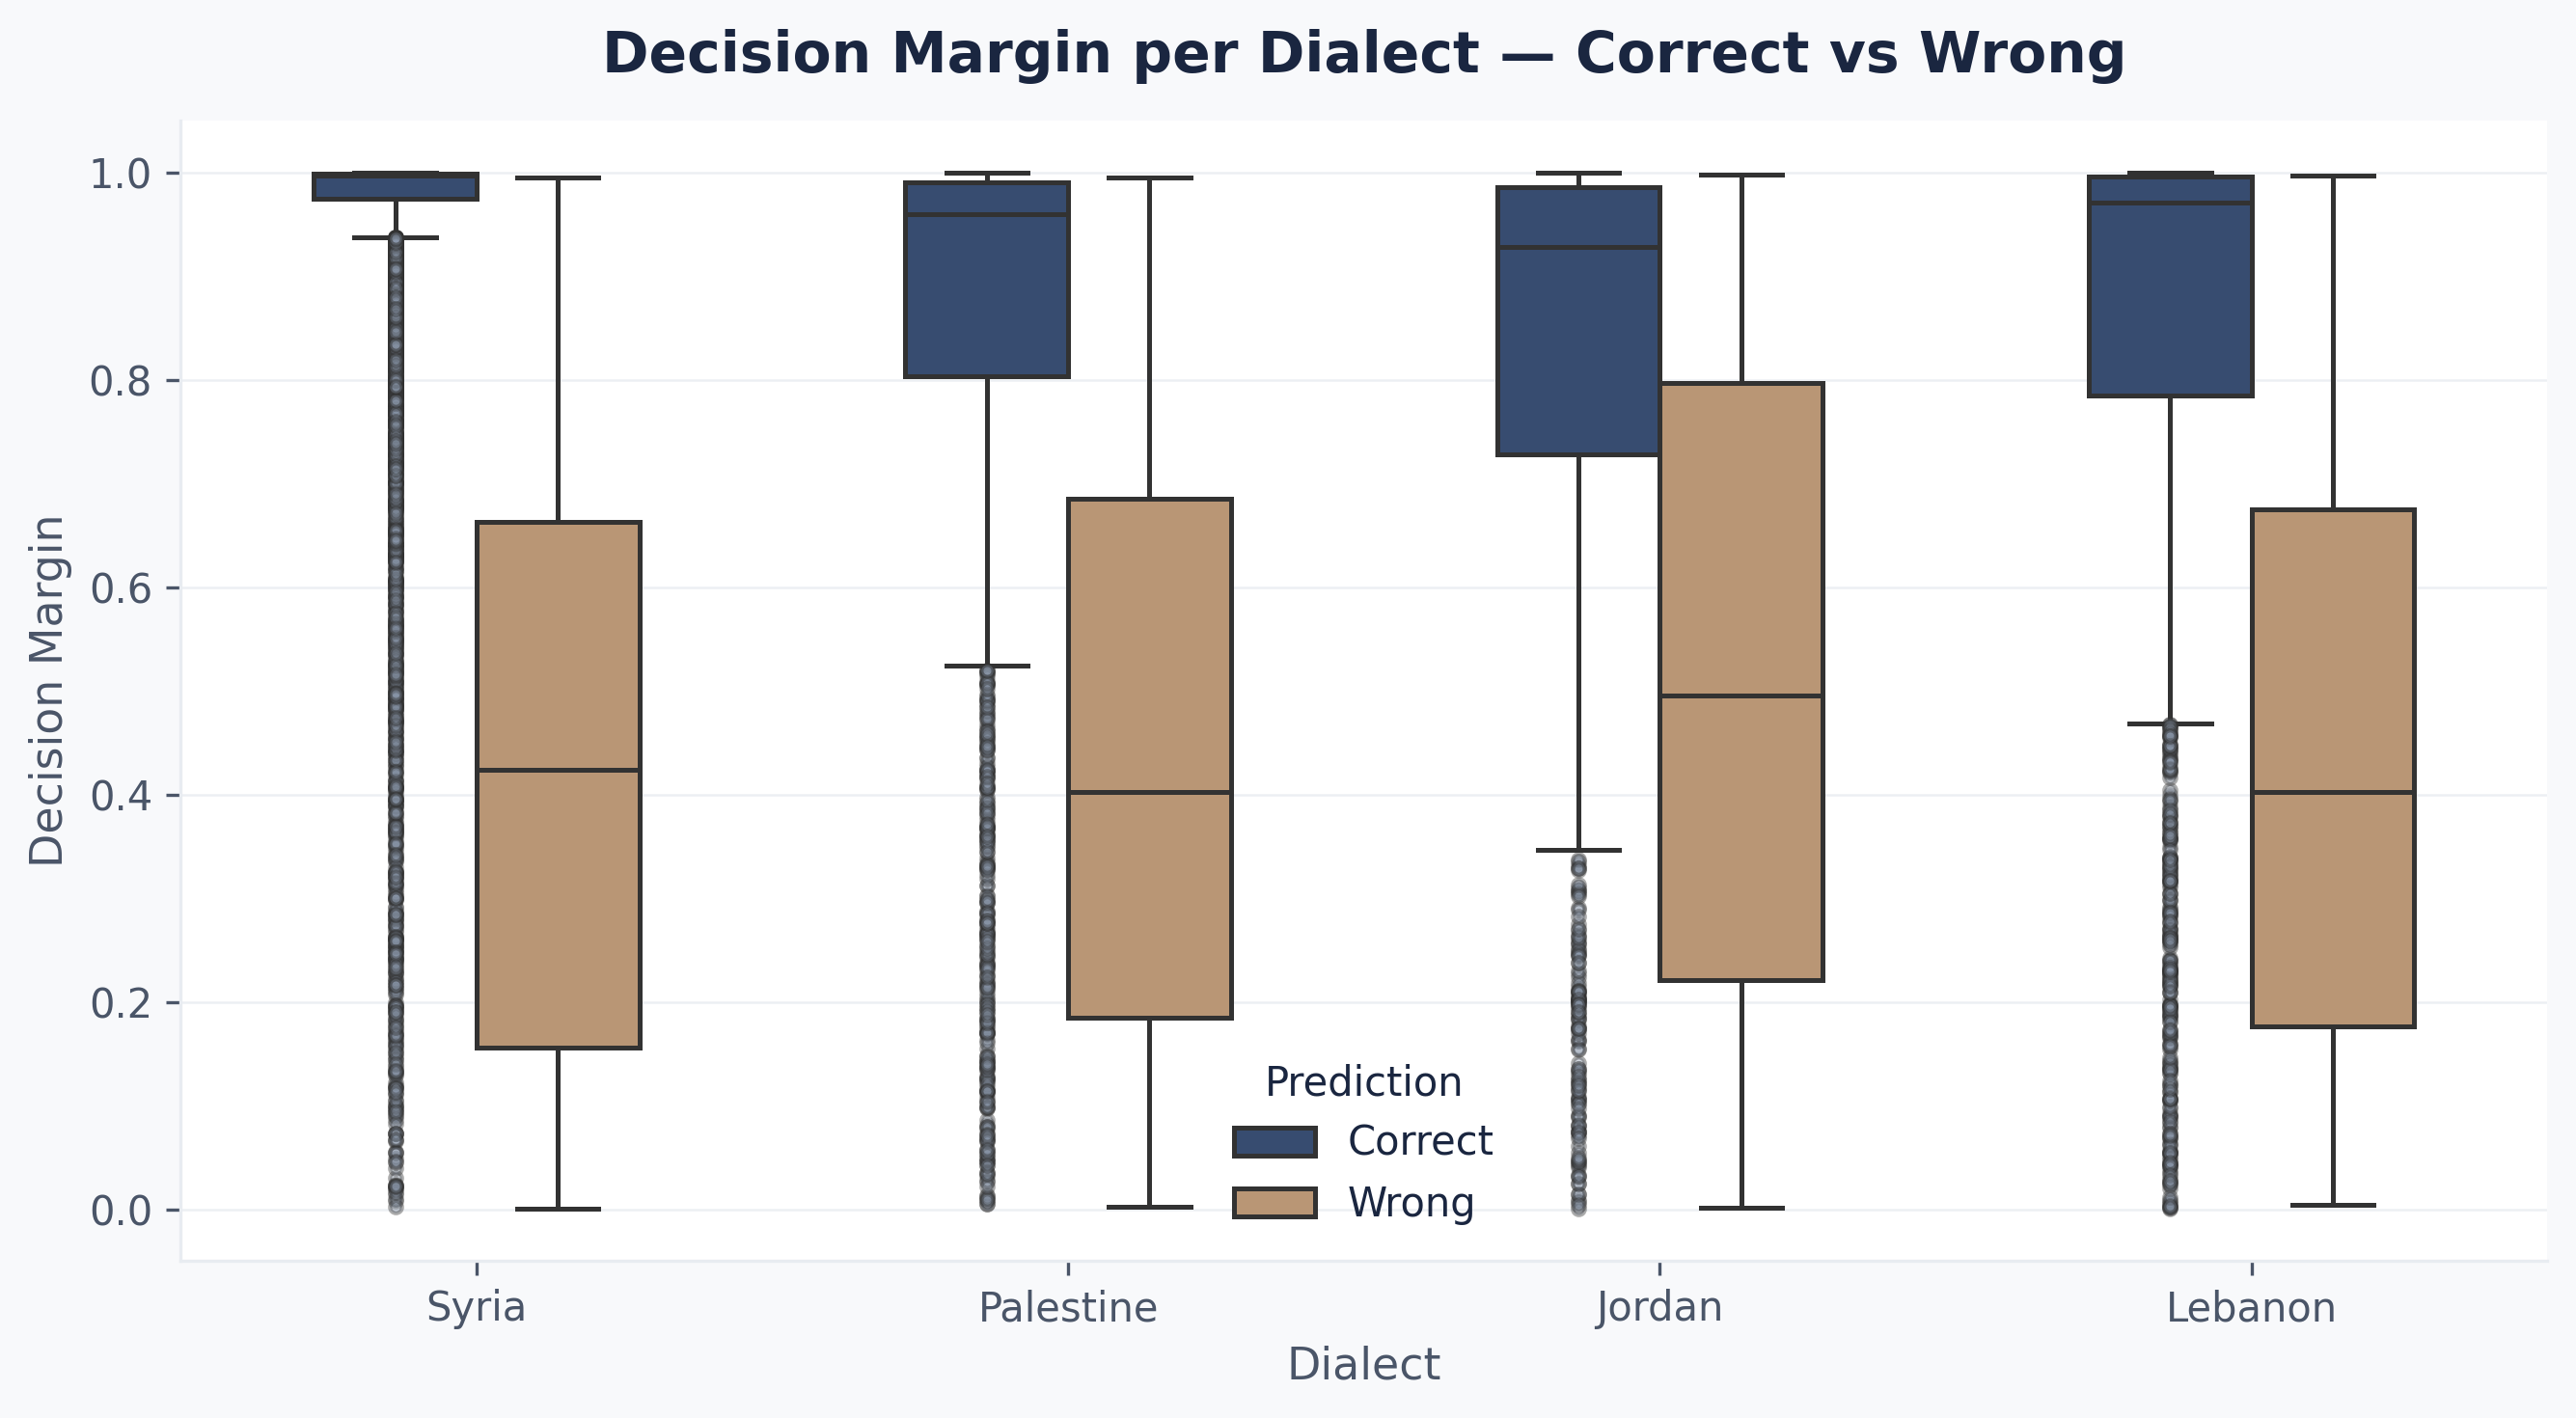 Decision Margin per Dialect — Correct vs Wrong
Decision Margin
1.0
0.8
0.6
0.4
0.2
0.0
Prediction
Correct
Wrong
Syria
Palestine
Jordan
Lebanon
Dialect